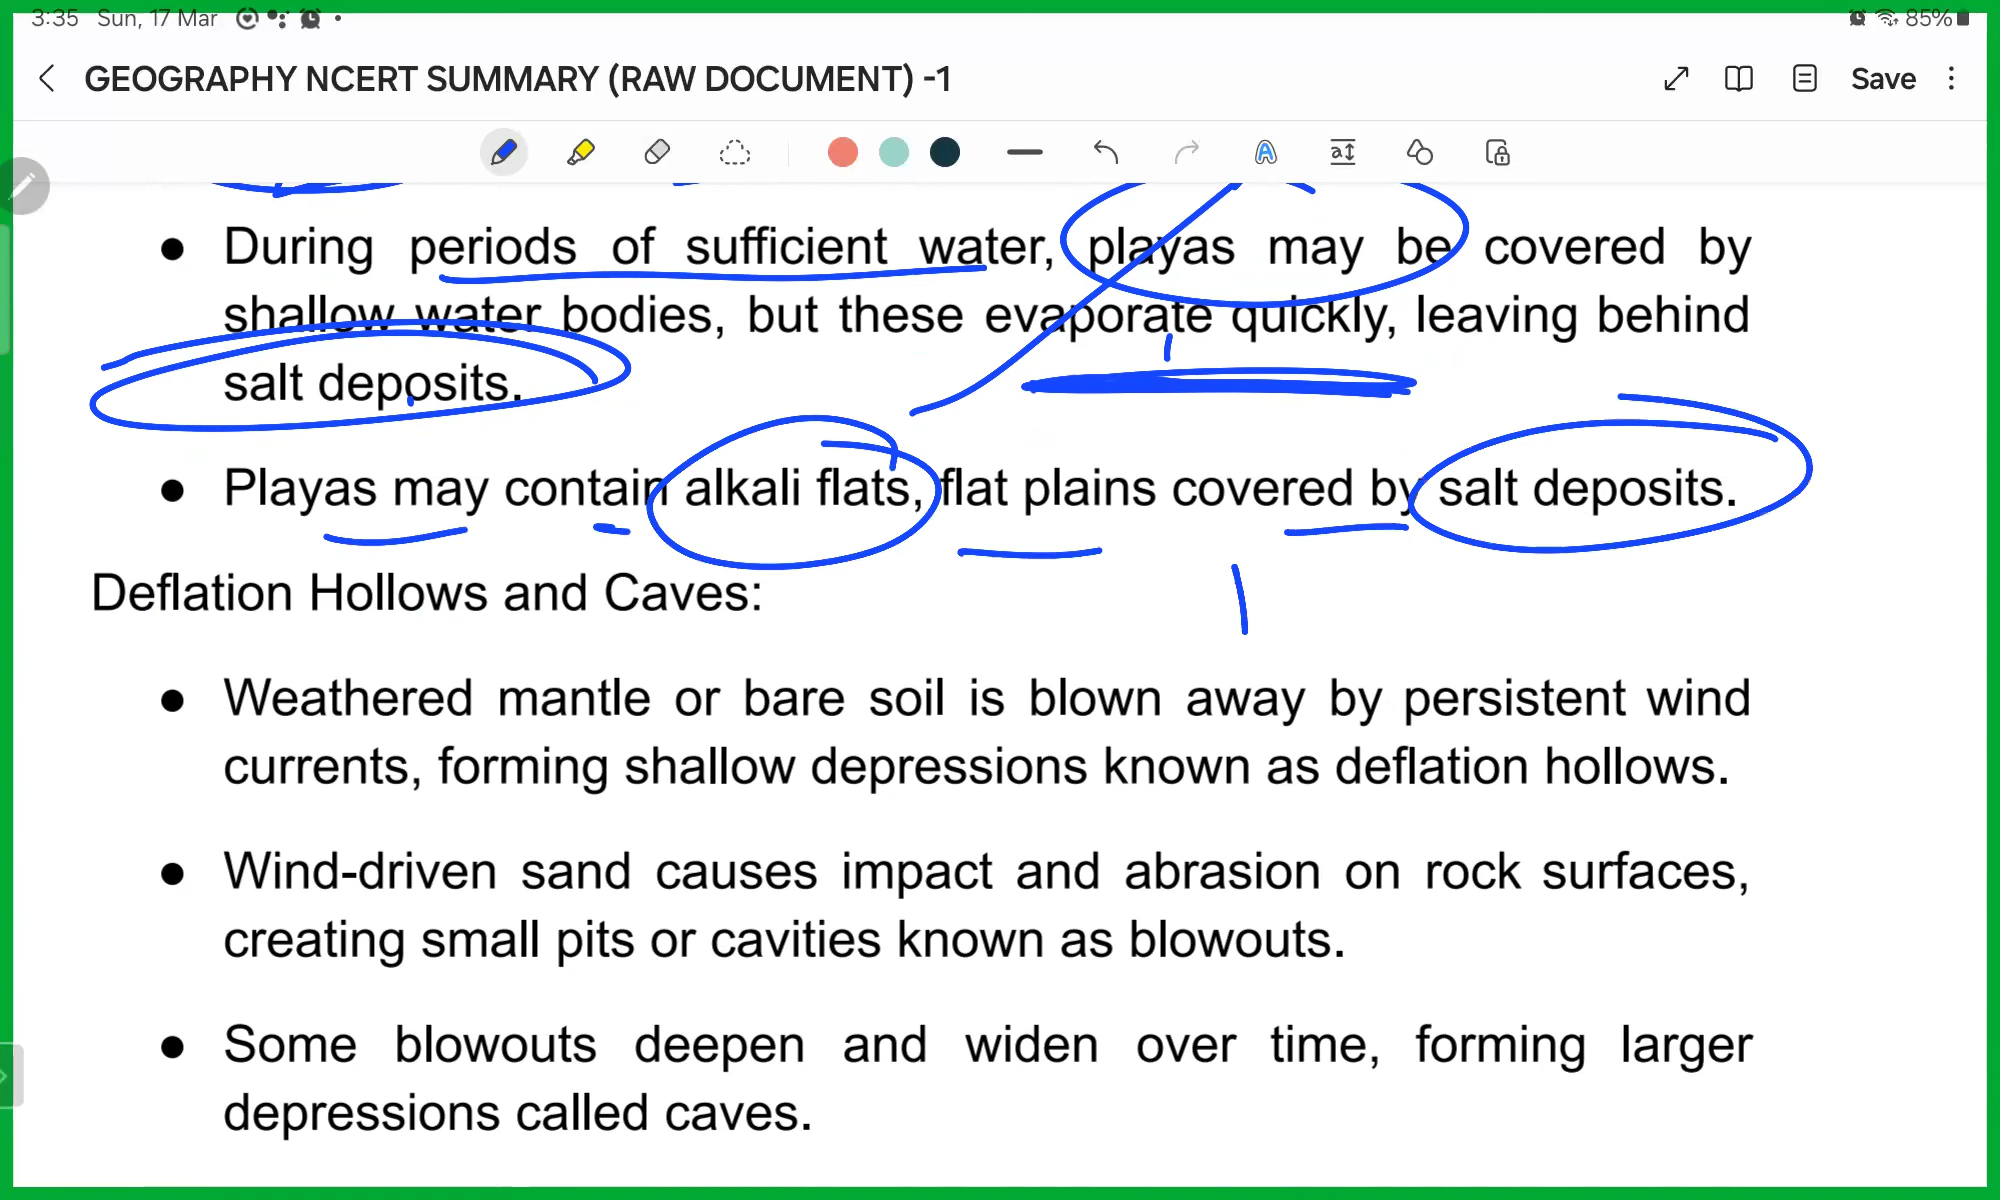 3:35 Sun, 17 Mar 85%
GEOGRAPHY NCERT SUMMARY (RAW DOCUMENT) -1 Save
● During periods of sufficient water, playas may be covered by
shallow water bodies, but these evaporate quickly, leaving behind
salt deposits.
● Playas may contain alkali flats, flat plains covered by salt deposits.
Deflation Hollows and Caves:
● Weathered mantle or bare soil is blown away by persistent wind
currents, forming shallow depressions known as deflation hollows.
● Wind-driven sand causes impact and abrasion on rock surfaces,
creating small pits or cavities known as blowouts.
● Some blowouts deepen and widen over time, forming larger
depressions called caves.